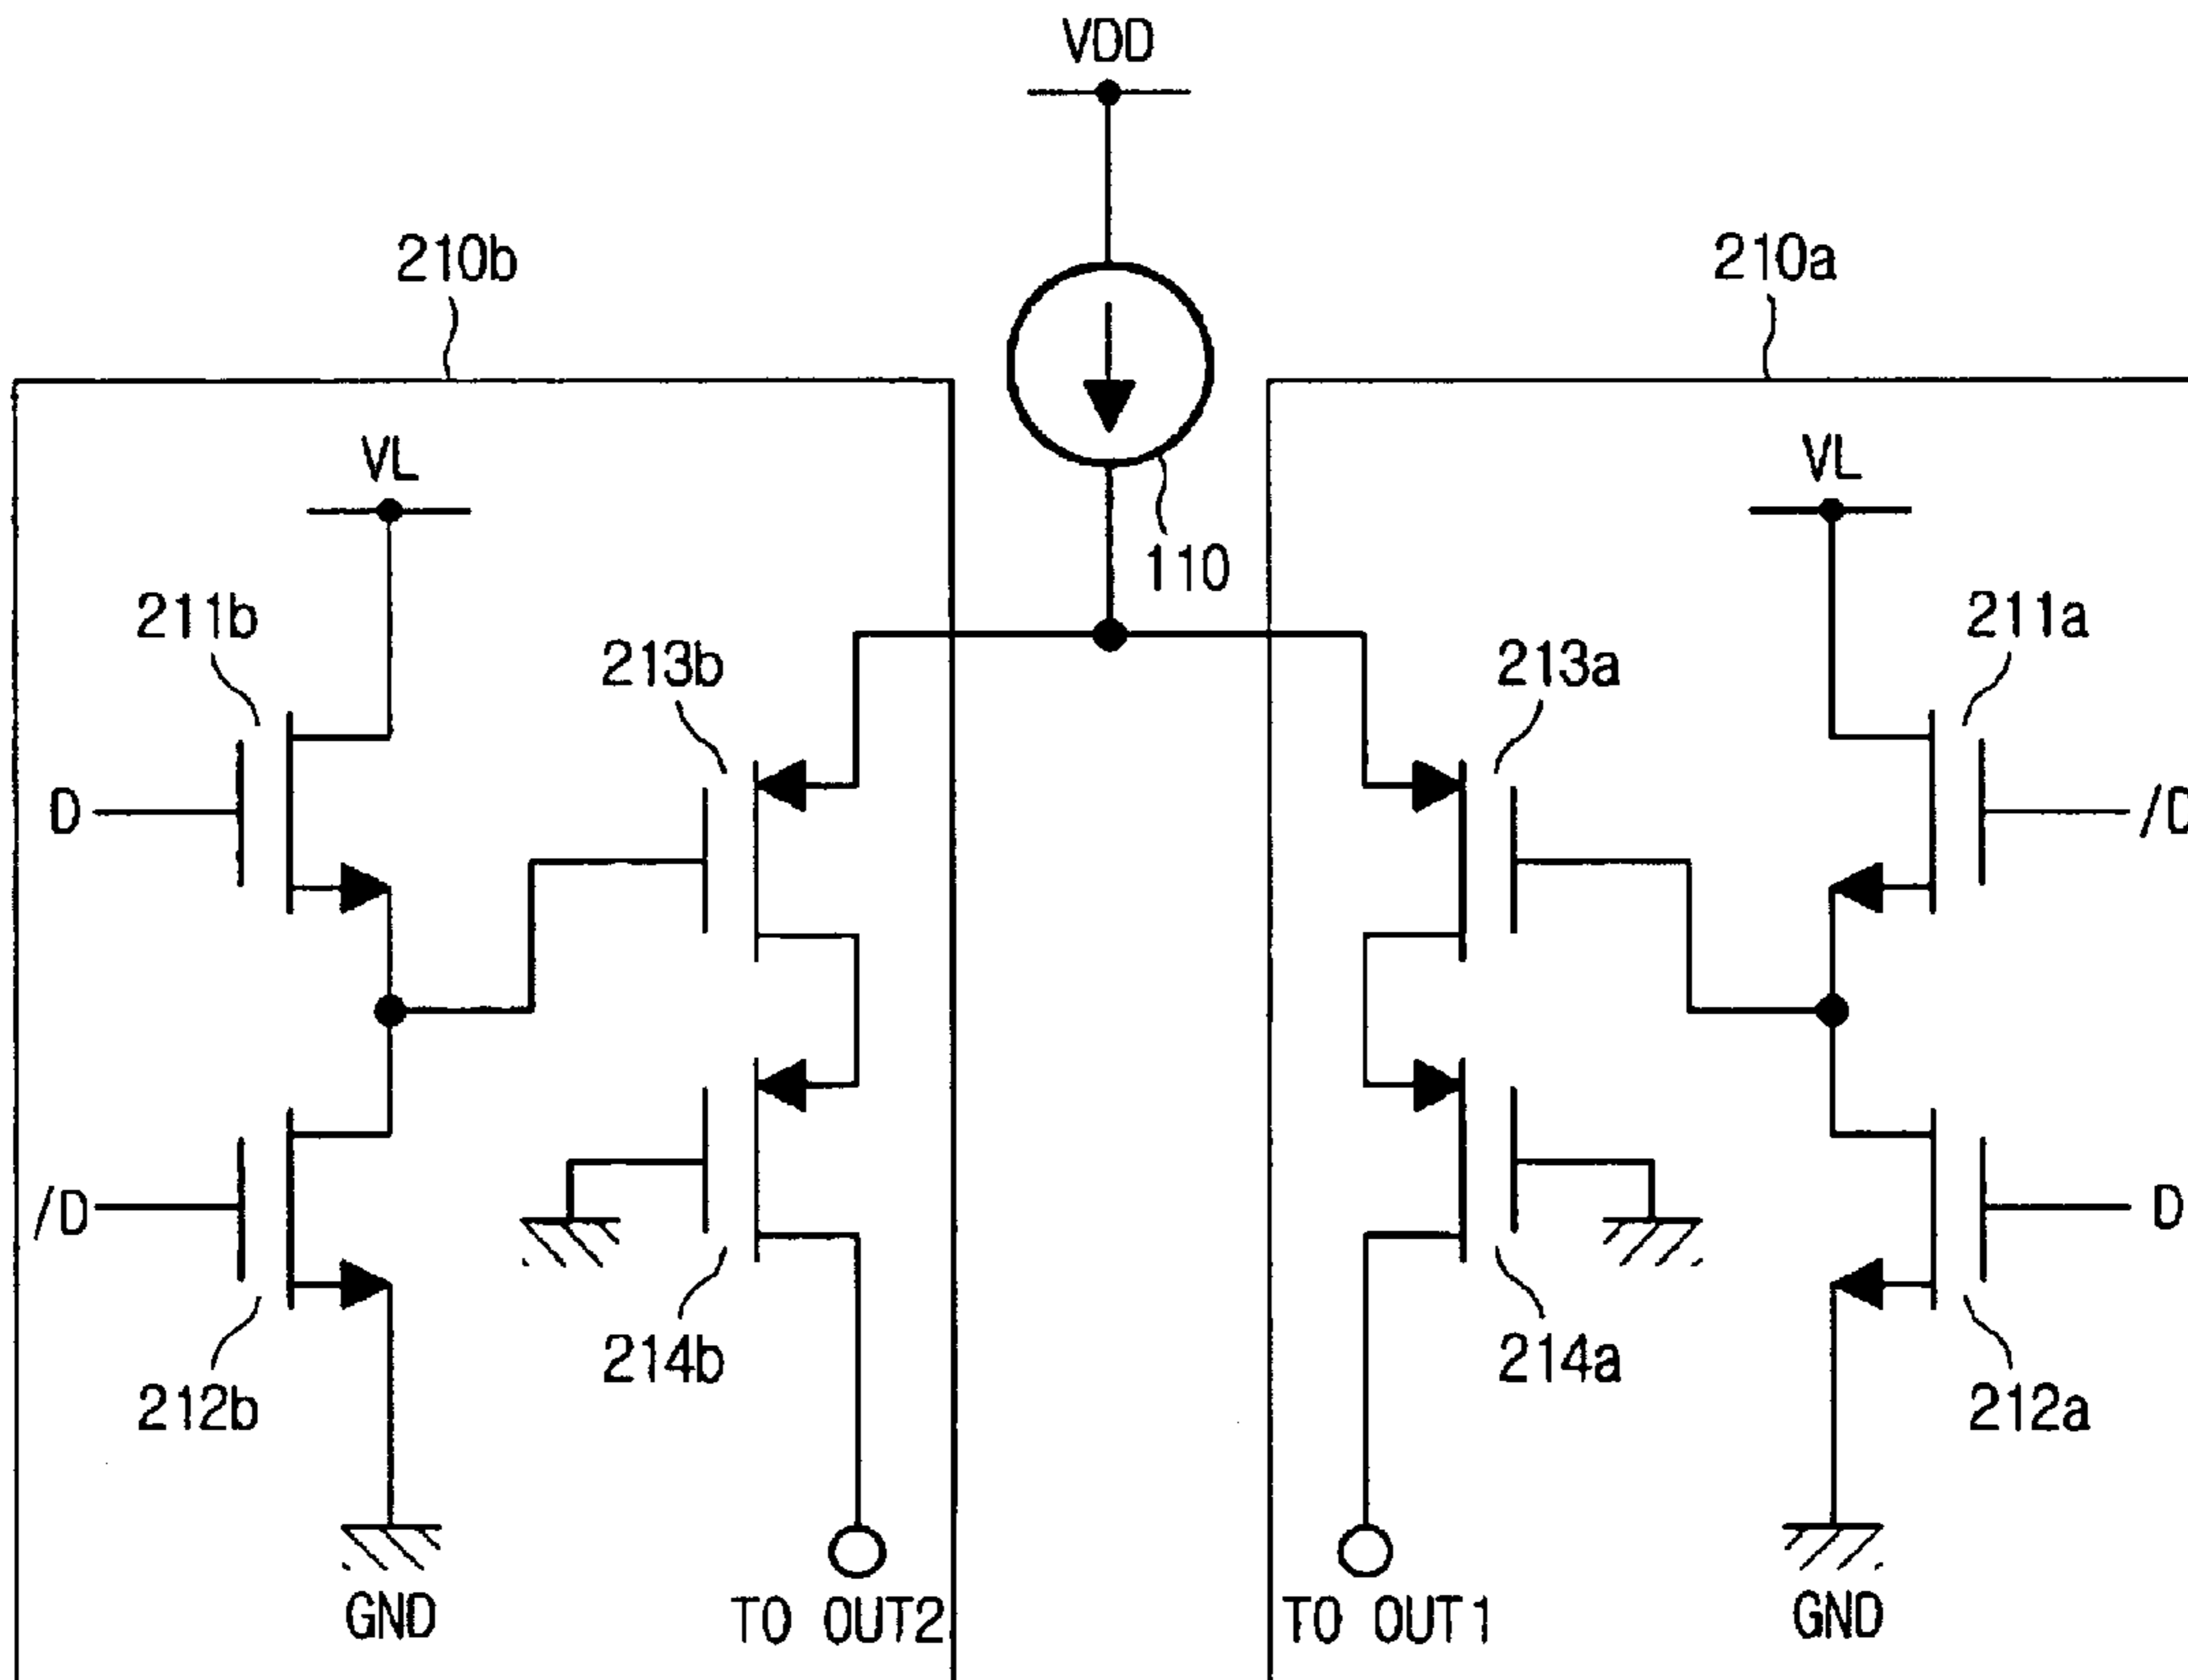 VDD
210b
210a
VL
VL
110
211b
211a
213b
213a
D
/D
/D
D
214b
214a
212b
212a
GND
TO OUT2
TO OUT1
GND